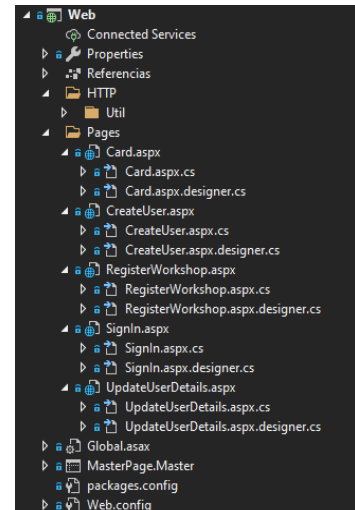 Web
Connected Services
Properties
Referencias
HTTP
Util
Pages
Card.aspx
Card.aspx.cs
Card.aspx.designer.cs
CreateUser.aspx
CreateUser.aspx.cs
CreateUser.aspx.designer.cs
RegisterWorkshop.aspx
RegisterWorkshop.aspx.cs
RegisterWorkshop.aspx.designer.cs
SignIn.aspx
SignIn.aspx.cs
SignIn.aspx.designer.cs
UpdateUserDetails.aspx
UpdateUserDetails.aspx.cs
UpdateUserDetails.aspx.designer.cs
Global.asax
MasterPage.Master
packages.config
Web.config